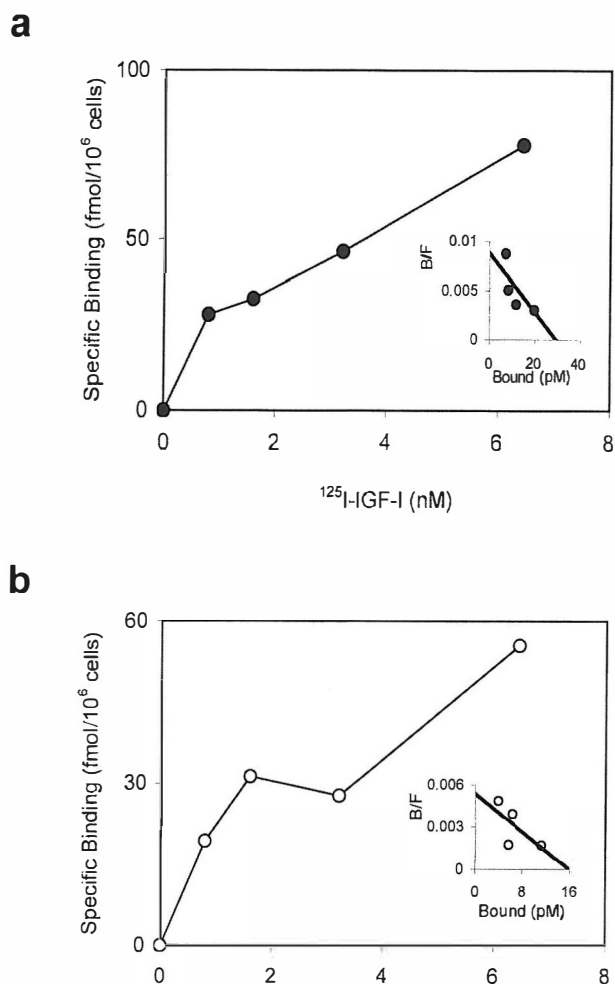 a
Specific Binding (fmol/10⁶ cells)
100
50
0
0 2 4 6 8
¹²⁵I-IGF-I (nM)
B/F
0.01
0.005
0
0 20 40
Bound (pM)
b
Specific Binding (fmol/10⁶ cells)
60
30
0
0 2 4 6 8
B/F
0.006
0.003
0
0 8 16
Bound (pM)